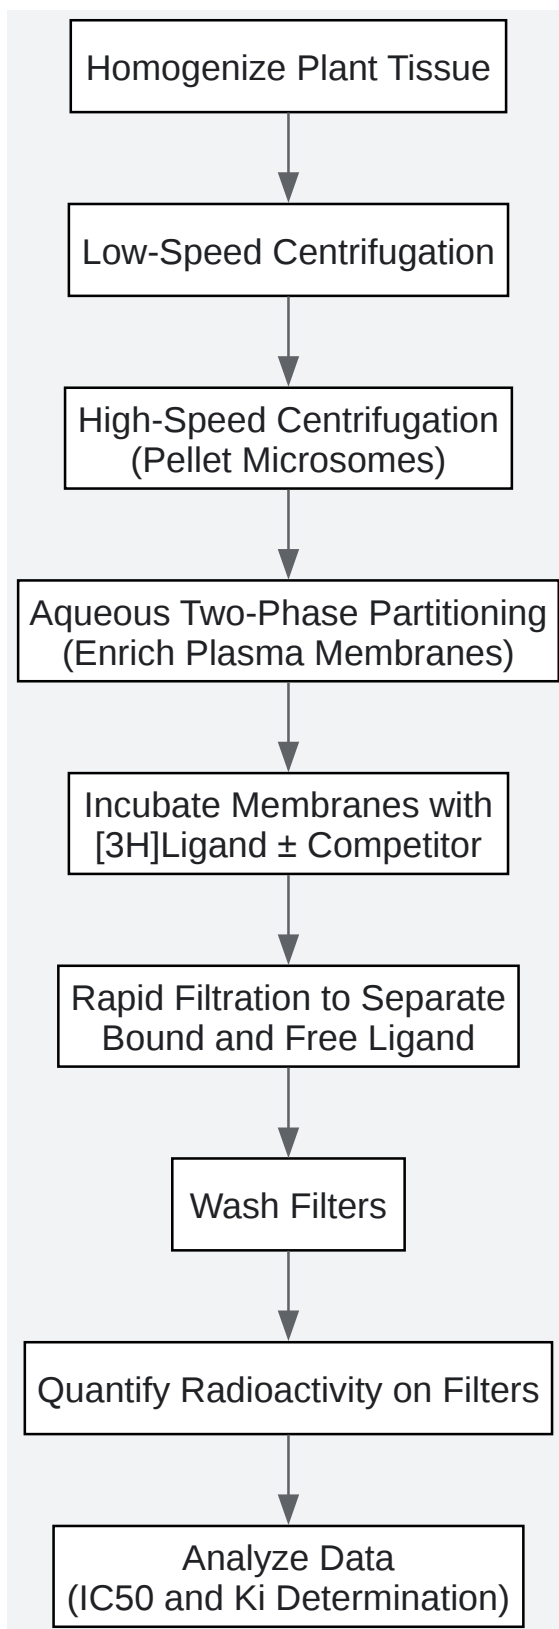 Homogenize Plant Tissue
Low-Speed Centrifugation
High-Speed Centrifugation
(Pellet Microsomes)
Aqueous Two-Phase Partitioning
(Enrich Plasma Membranes)
Incubate Membranes with
[3H]Ligand ± Competitor
Rapid Filtration to Separate
Bound and Free Ligand
Wash Filters
Quantify Radioactivity on Filters
Analyze Data
(IC50 and Ki Determination)